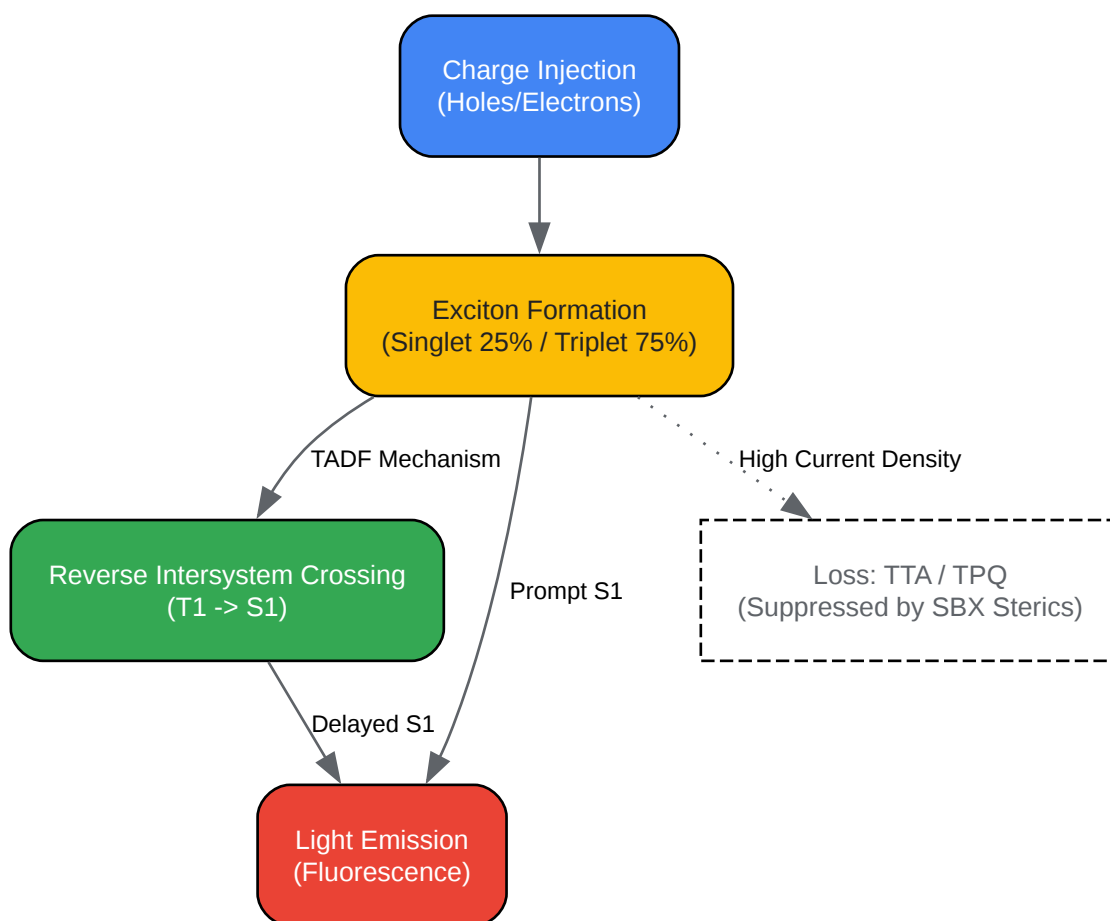 Charge Injection
(Holes/Electrons)
Exciton Formation
(Singlet 25% / Triplet 75%)
TADF Mechanism
High Current Density
Reverse Intersystem Crossing
(T1 -> S1)
Prompt S1
Loss: TTA / TPQ
(Suppressed by SBX Sterics)
Delayed S1
Light Emission
(Fluorescence)